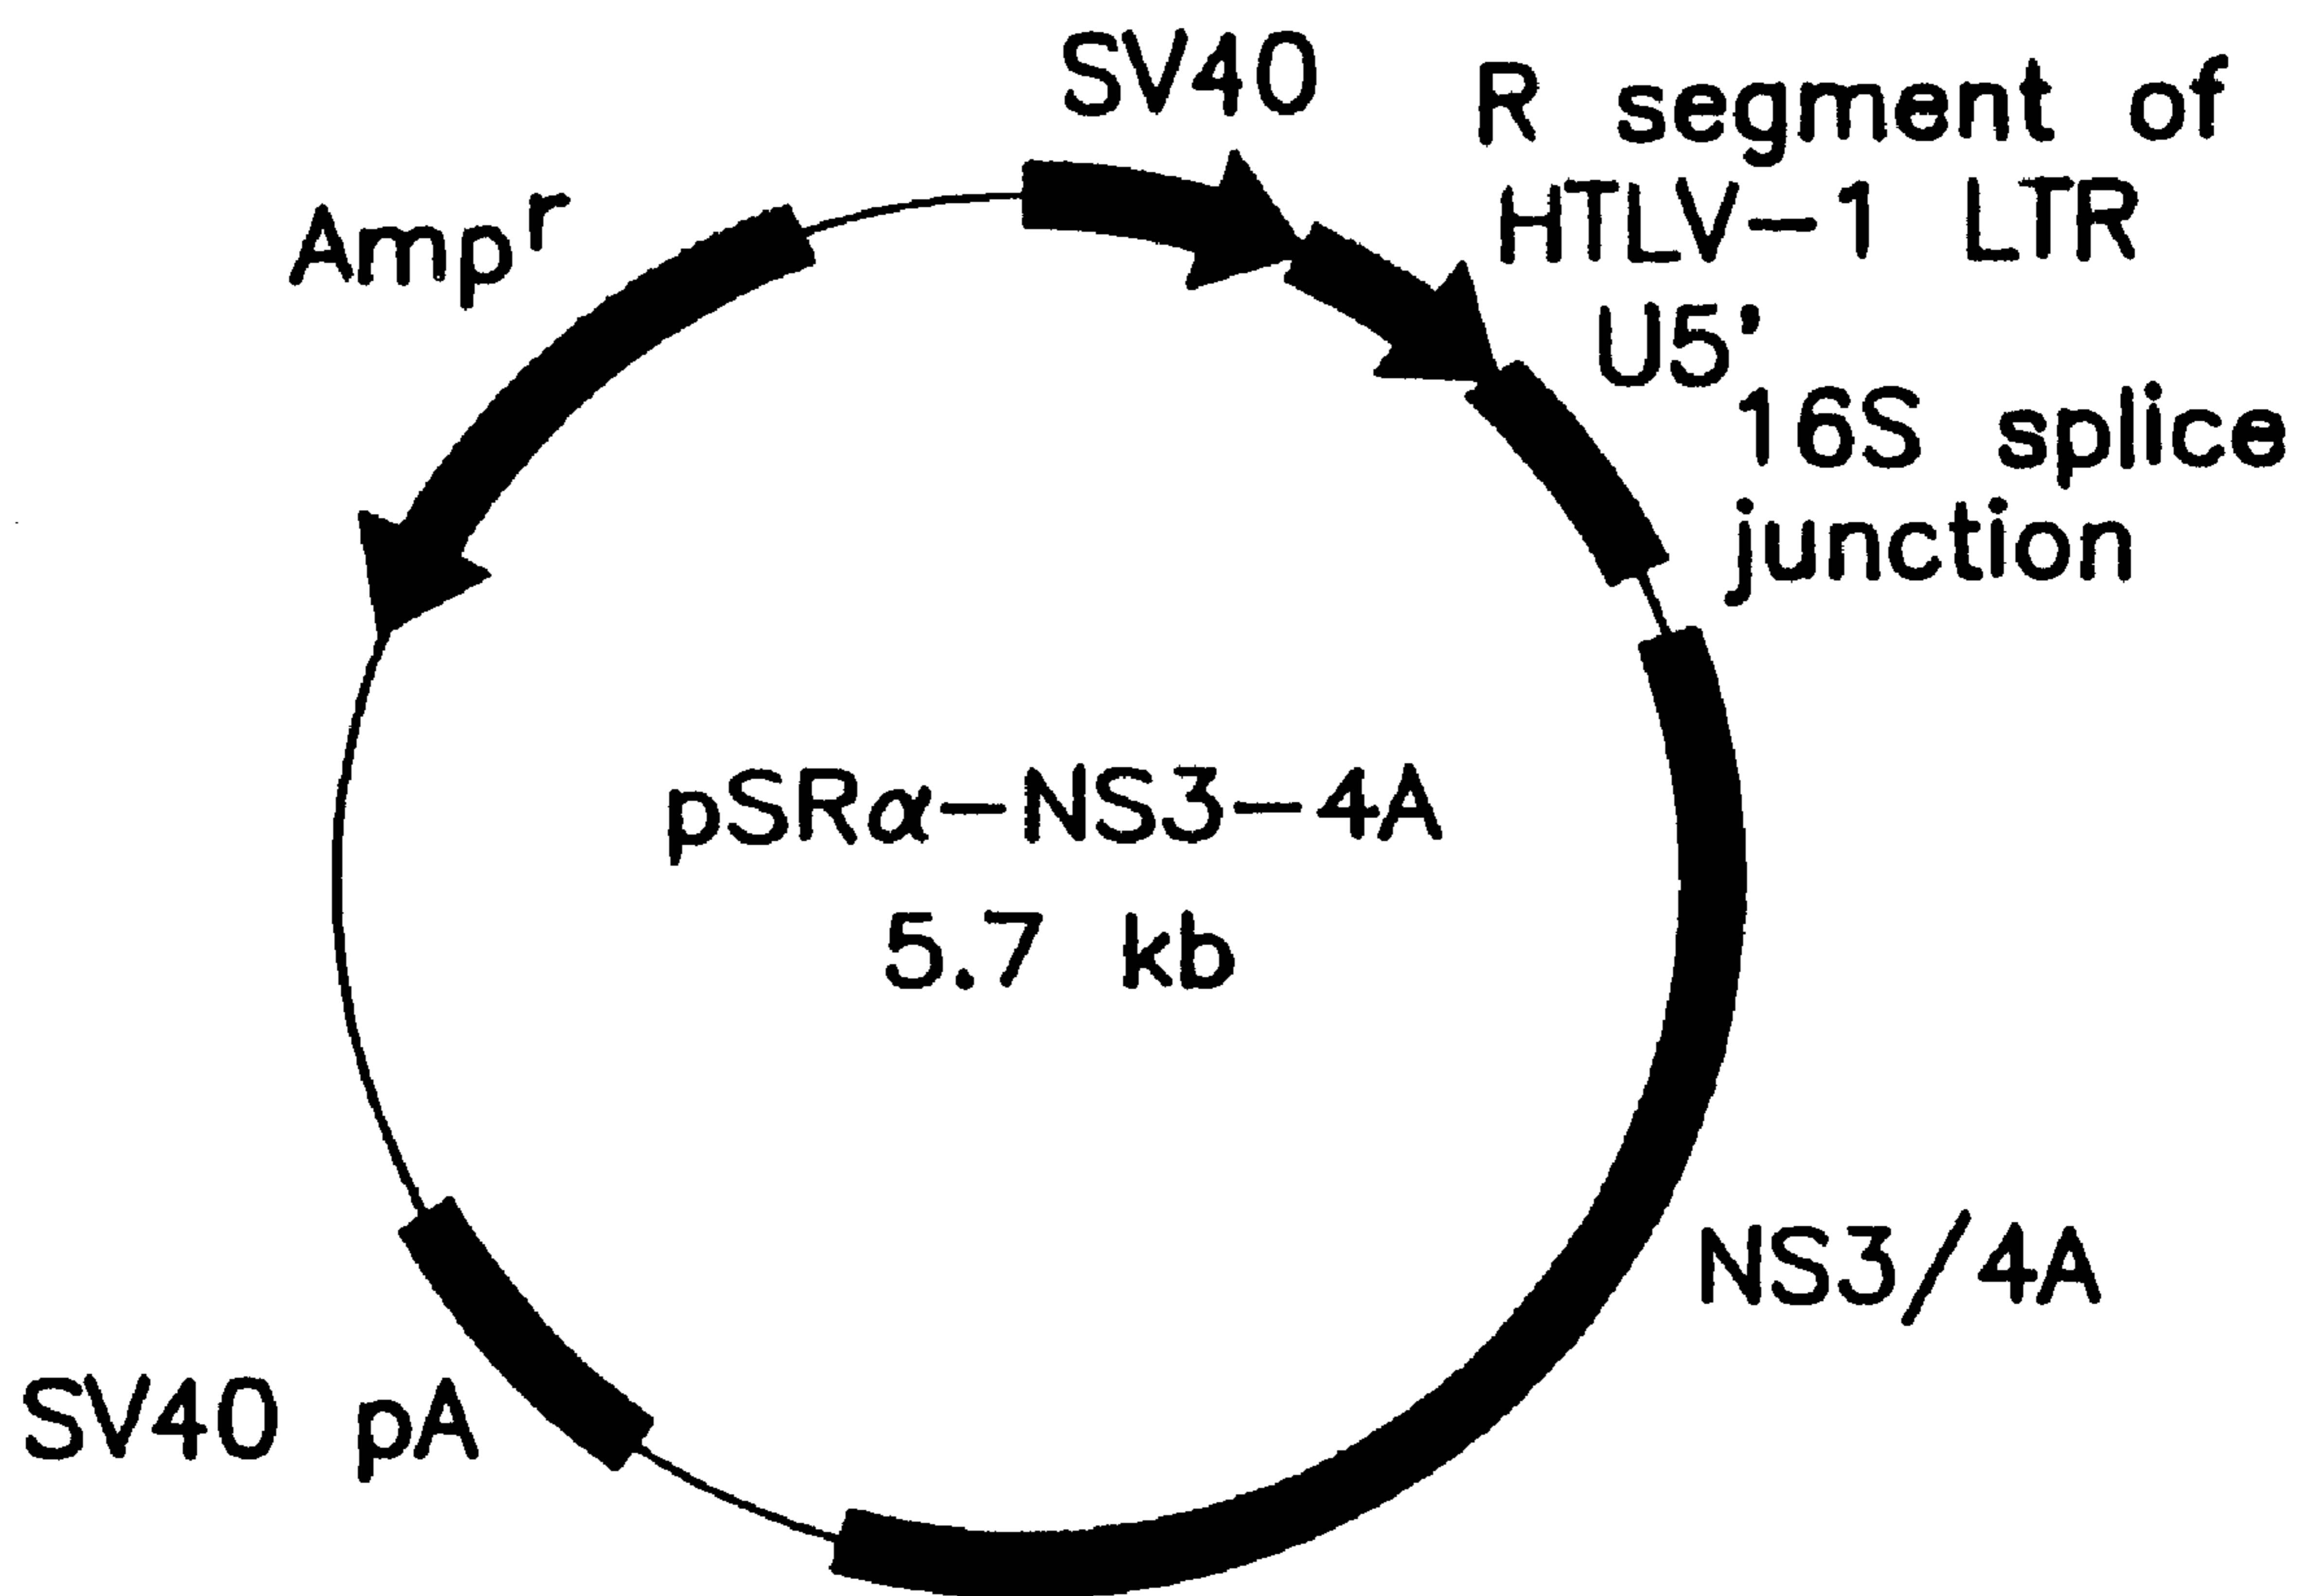 SV40
R segment of
HTLV-1 LTR
U5'
16S splice
junction
Ampʳ
pSRα-NS3-4A
5.7 kb
NS3/4A
SV40 pA